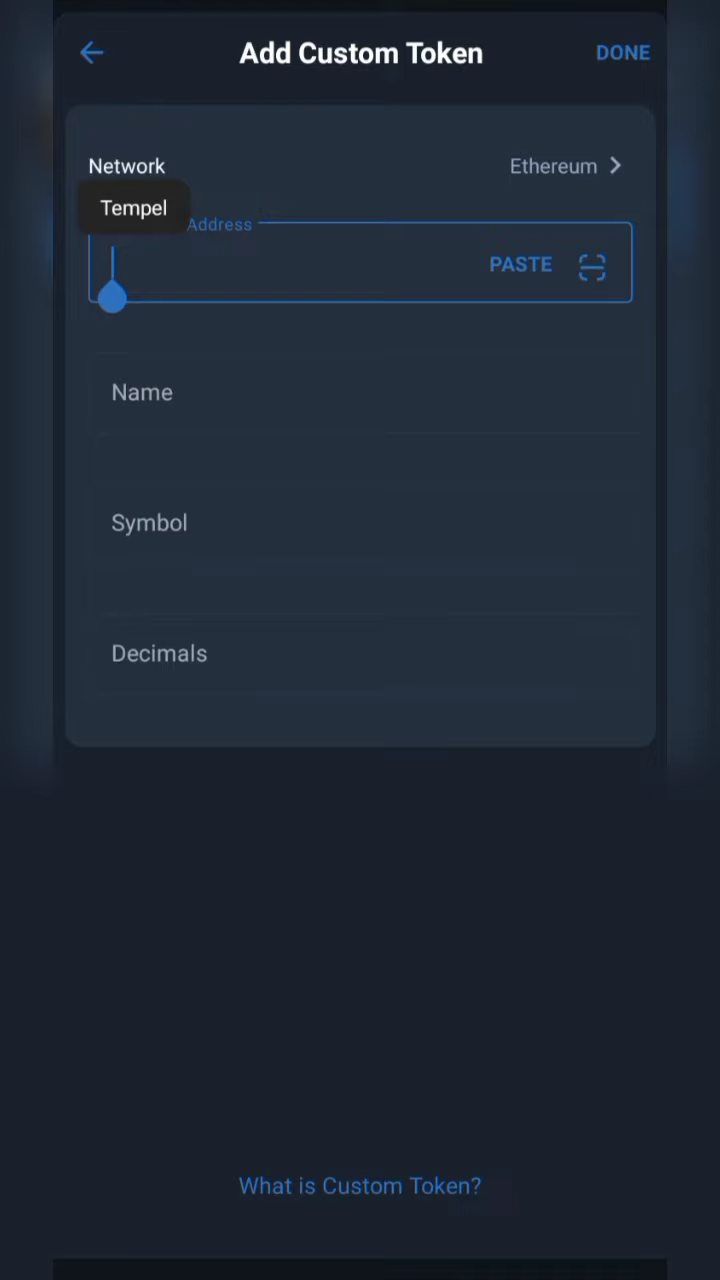 Add Custom Token
DONE
Network
Ethereum
Tempel
Address
PASTE
Name
Symbol
Decimals
What is Custom Token?